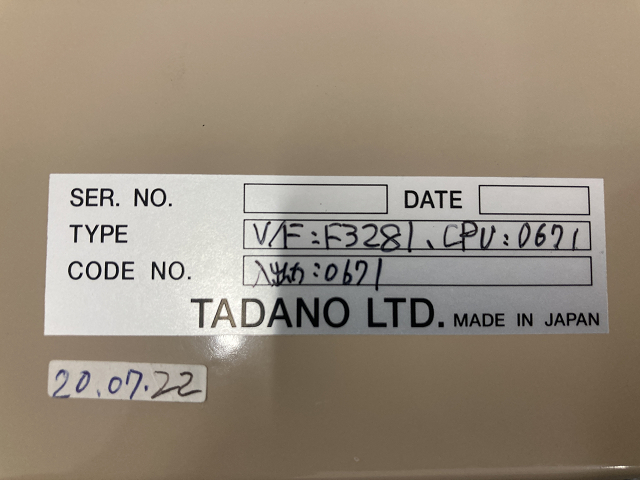 SER. NO. DATE
TYPE V/F:F3281、CPU:0671
CODE NO. 入出力:0671
TADANO LTD. MADE IN JAPAN
20.07.22